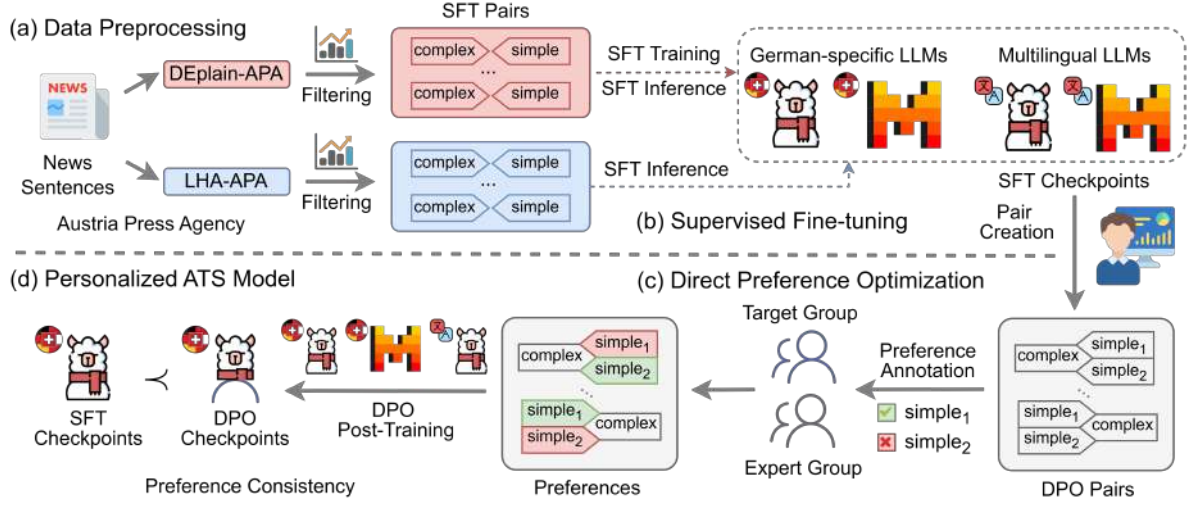 (a) Data Preprocessing
NEWS
News
Sentences
Austria Press Agency
DEplain-APA
LHA-APA
Filtering
Filtering
SFT Pairs
complex
simple
...
complex
simple
complex
simple
...
complex
simple
SFT Training
SFT Inference
SFT Inference
German-specific LLMs
Multilingual LLMs
文 A
文 A
SFT Checkpoints
(b) Supervised Fine-tuning
Pair
Creation
(c) Direct Preference Optimization
DPO Pairs
complex
simple₁
simple₂
...
simple₁
simple₂
complex
Preference
Annotation
simple₁
simple₂
Target Group
Expert Group
Preferences
complex
simple₁
simple₂
...
simple₁
simple₂
complex
(d) Personalized ATS Model
文 A
DPO
Post-Training
DPO
Checkpoints
≺
SFT
Checkpoints
Preference Consistency